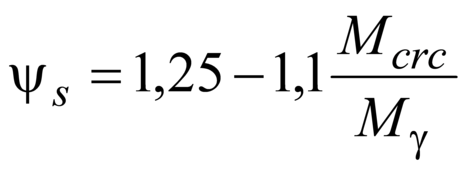 ψ_s = 1,25 − 1,1 M_crc / M_γ